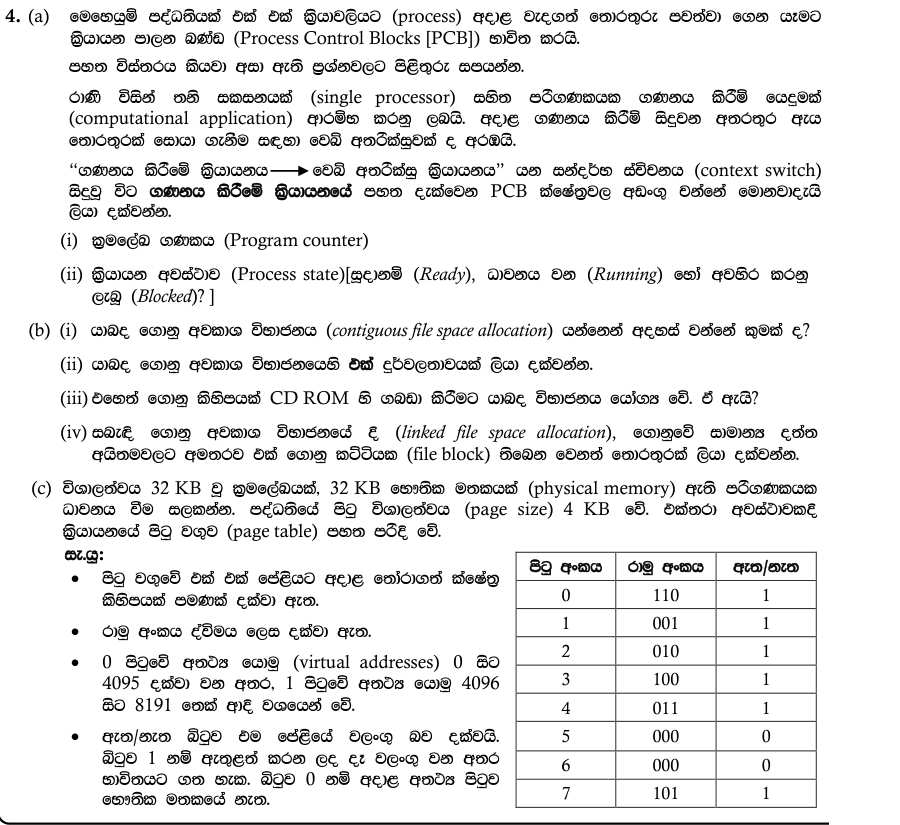 4. (a) මෙහෙයුම් පද්ධතියක් එක් එක් ක්‍රියාවලියට (process) අදාළ වැදගත් තොරතුරු පවත්වා ගෙන යෑමට
ක්‍රියායන පාලන ඛණ්ඩ (Process Control Blocks [PCB]) භාවිත කරයි.
පහත විස්තරය කියවා අසා ඇති ප්‍රශ්නවලට පිළිතුරු සපයන්න.
රාණි විසින් තනි සකසනයක් (single processor) සහිත පරිගණකයක ගණනය කිරීම් යෙදුමක්
(computational application) ආරම්භ කරනු ලබයි. අදාළ ගණනය කිරීම් සිදුවන අතරතුර ඇය
තොරතුරක් සොයා ගැනීම සඳහා වෙබ් අතරික්සුවක් ද අරඹයි.
“ගණනය කිරීමේ ක්‍රියායනය ⟶ වෙබ් අතරික්සු ක්‍රියායනය” යන සන්දර්භ ස්විචනය (context switch)
සිදුවූ විට ගණනය කිරීමේ ක්‍රියායනයේ පහත දැක්වෙන PCB ක්ෂේත්‍රවල අඩංගු වන්නේ මොනවාදැයි
ලියා දක්වන්න.
(i) ක්‍රමලේඛ ගණකය (Program counter)
(ii) ක්‍රියායන අවස්ථාව (Process state)[සූදානම් (Ready), ධාවනය වන (Running) හෝ අවහිර කරනු
ලැබූ (Blocked)? ]
(b) (i) යාබද ගොනු අවකාශ විභාජනය (contiguous file space allocation) යන්නෙන් අදහස් වන්නේ කුමක් ද?
(ii) යාබද ගොනු අවකාශ විභාජනයෙහි එක් දුර්වලතාවයක් ලියා දක්වන්න.
(iii) එහෙත් ගොනු කිහිපයක් CD ROM හි ගබඩා කිරීමට යාබද විභාජනය යෝග්‍ය වේ. ඒ ඇයි?
(iv) සබැඳි ගොනු අවකාශ විභාජනයේ දී (linked file space allocation), ගොනුවේ සාමාන්‍ය දත්ත
අයිතමවලට අමතරව එක් ගොනු කට්ටියක (file block) තිබෙන වෙනත් තොරතුරක් ලියා දක්වන්න.
(c) විශාලත්වය 32 KB වූ ක්‍රමලේඛයක්, 32 KB භෞතික මතකයක් (physical memory) ඇති පරිගණකයක
ධාවනය වීම සලකන්න. පද්ධතියේ පිටු විශාලත්වය (page size) 4 KB වේ. එක්තරා අවස්ථාවකදී
ක්‍රියායනයේ පිටු වගුව (page table) පහත පරිදි වේ.
සැ.යු:
• පිටු වගුවේ එක් එක් පේළියට අදාළ තෝරාගත් ක්ෂේත්‍ර
කිහිපයක් පමණක් දක්වා ඇත.
• රාමු අංකය ද්විමය ලෙස දක්වා ඇත.
• 0 පිටුවේ අතථ්‍ය යොමු (virtual addresses) 0 සිට
4095 දක්වා වන අතර, 1 පිටුවේ අතථ්‍ය යොමු 4096
සිට 8191 තෙක් ආදී වශයෙන් වේ.
• ඇත/නැත බිටුව එම පේළියේ වලංගු බව දක්වයි.
බිටුව 1 නම් ඇතුළත් කරන ලද දෑ වලංගු වන අතර
භාවිතයට ගත හැක. බිටුව 0 නම් අදාළ අතථ්‍ය පිටුව
භෞතික මතකයේ නැත.
පිටු අංකය රාමු අංකය ඇත/නැත
0 110 1
1 001 1
2 010 1
3 100 1
4 011 1
5 000 0
6 000 0
7 101 1